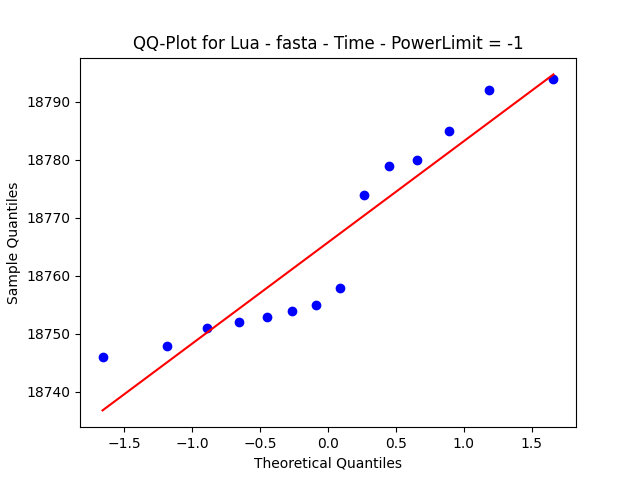 QQ-Plot for Lua - fasta - Time - PowerLimit = -1
Sample Quantiles
18790
18780
18770
18760
18750
18740
−1.5 −1.0 −0.5 0.0 0.5 1.0 1.5
Theoretical Quantiles